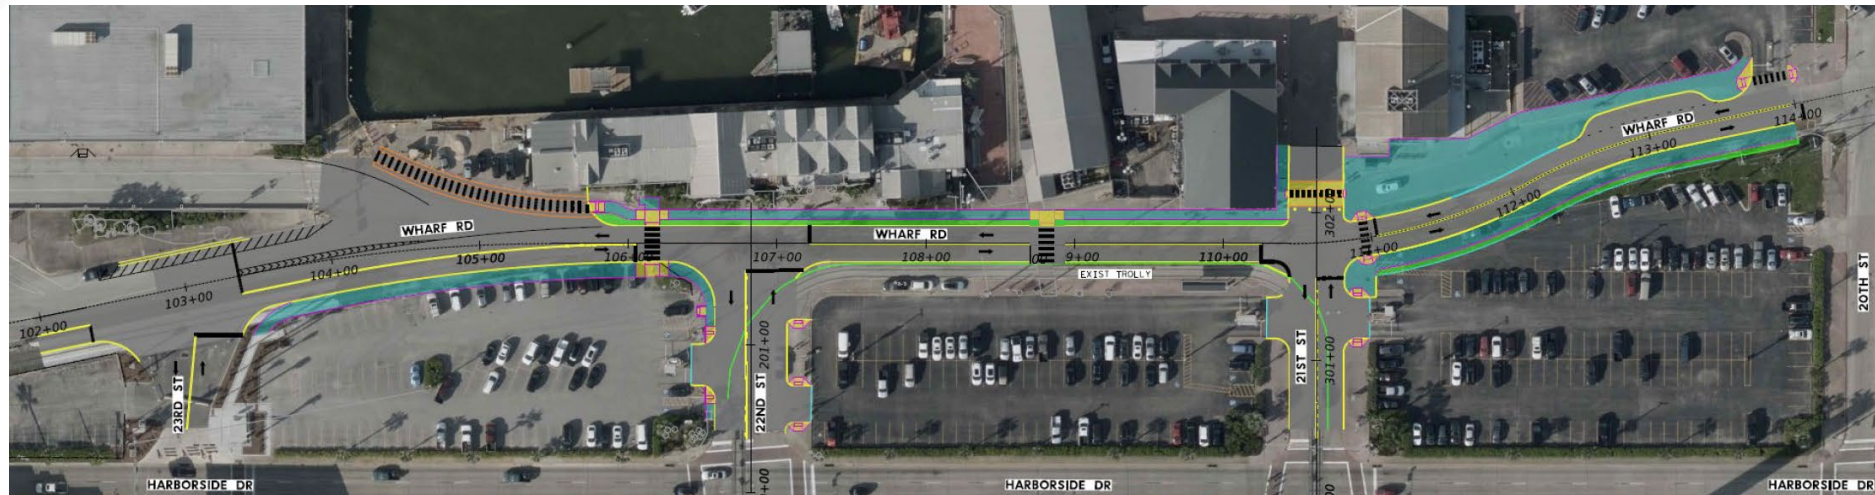 WHARF RD
114+00
113+00
112+00
302+00
WHARF RD
WHARF RD
106+00
107+00
108+00
110+00
105+00
104+00
103+00
102+00
EXIST TROLLY
20TH ST
201+00
301+00
21ST ST
22ND ST
23RD ST
HARBORSIDE DR
HARBORSIDE DR
HARBORSIDE DR